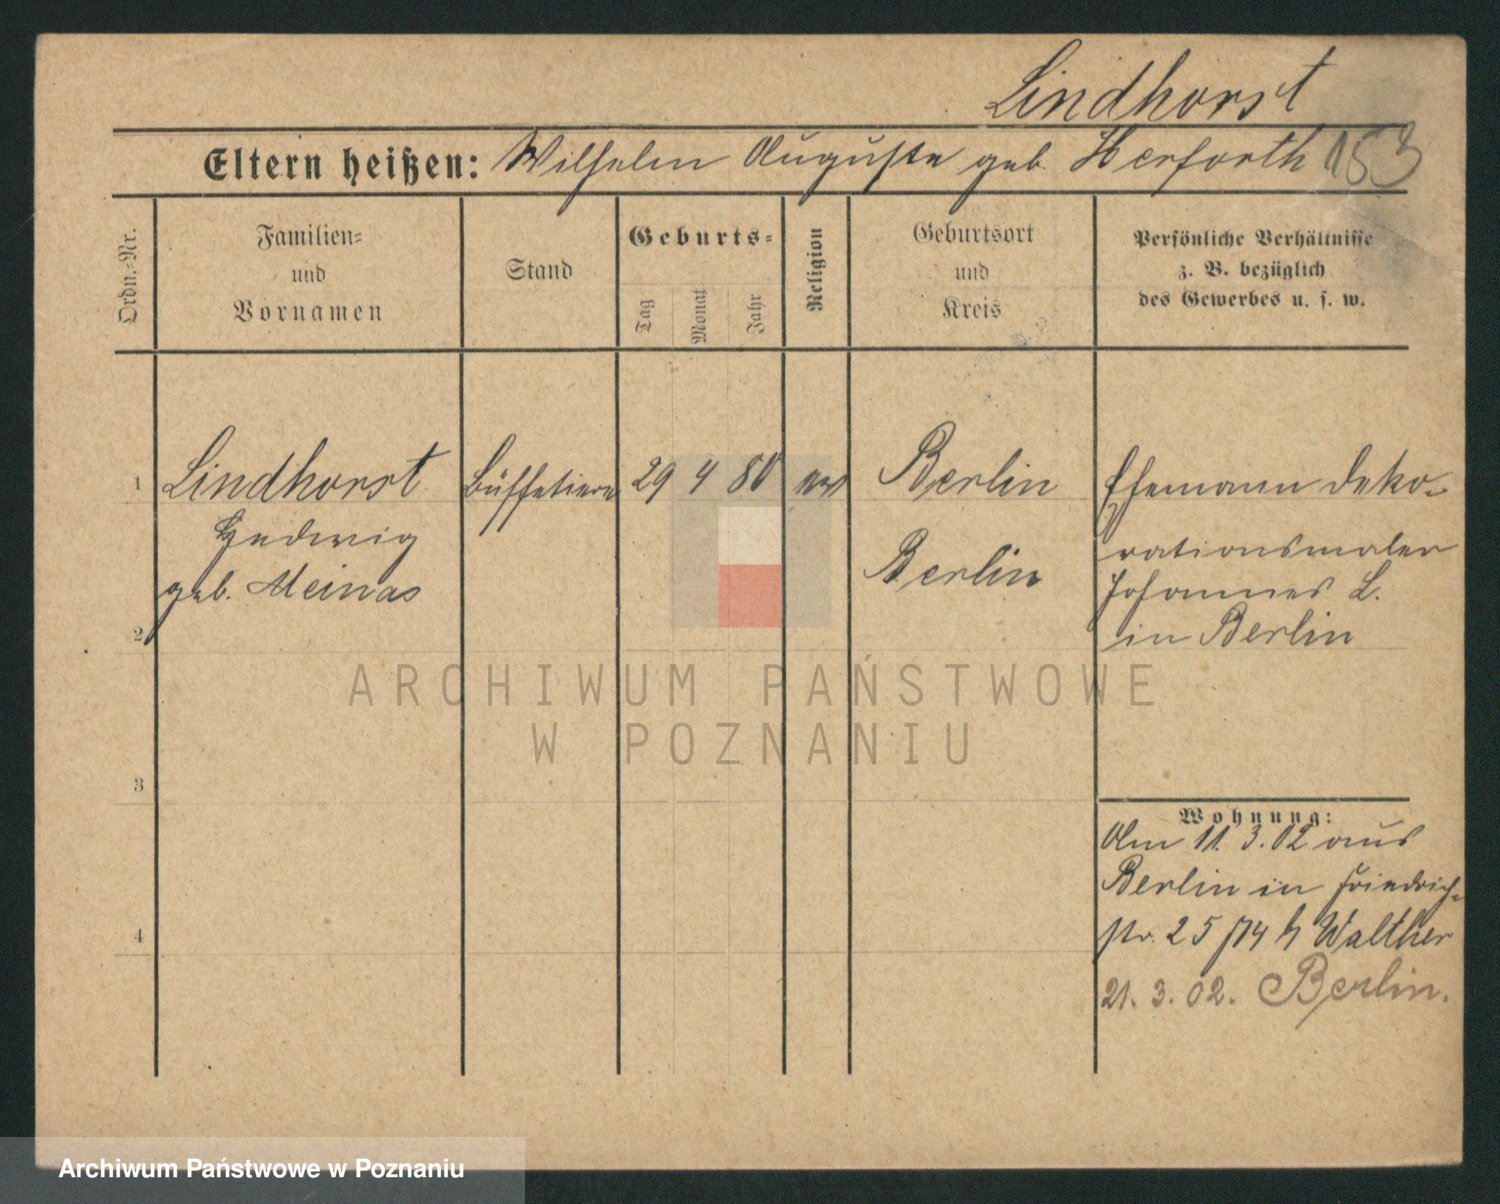 Lindhorst
Eltern heißen: Wilhelm Auguste geb. Herforth 153
Ordn.=Nr.
Familien=
und
Vornamen
Stand
Geburts=
Tag
Monat
Jahr
Religion
Geburtsort
und
Kreis
Persönliche Verhältnisse
z. B. bezüglich
des Gewerbes u. s. w.
1 Lindhorst Büffetiere 29 4 80 ev Berlin
Hedwig
geb. Meinas
Berlin
Ehemann Deko-
rationsmaler
Johannes L.
in Berlin
2
3
4
Wohnung:
Am 11. 3. 02 aus
Berlin in Friedrich-
str. 25 /74 b Walther
21. 3. 02. Berlin.
ARCHIWUM PAŃSTWOWE
W POZNANIU
Archiwum Państwowe w Poznaniu